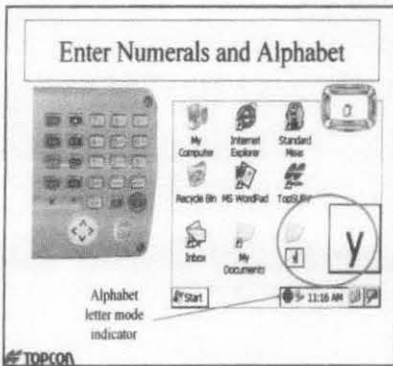 Enter Numerals and Alphabet
My Computer
Internet Explorer
Standard Meas
Recycle Bin
MS WordPad
TopSURV
Inbox
My Documents
y
Start
11:16 AM
Alphabet
letter mode
indicator
TOPCON